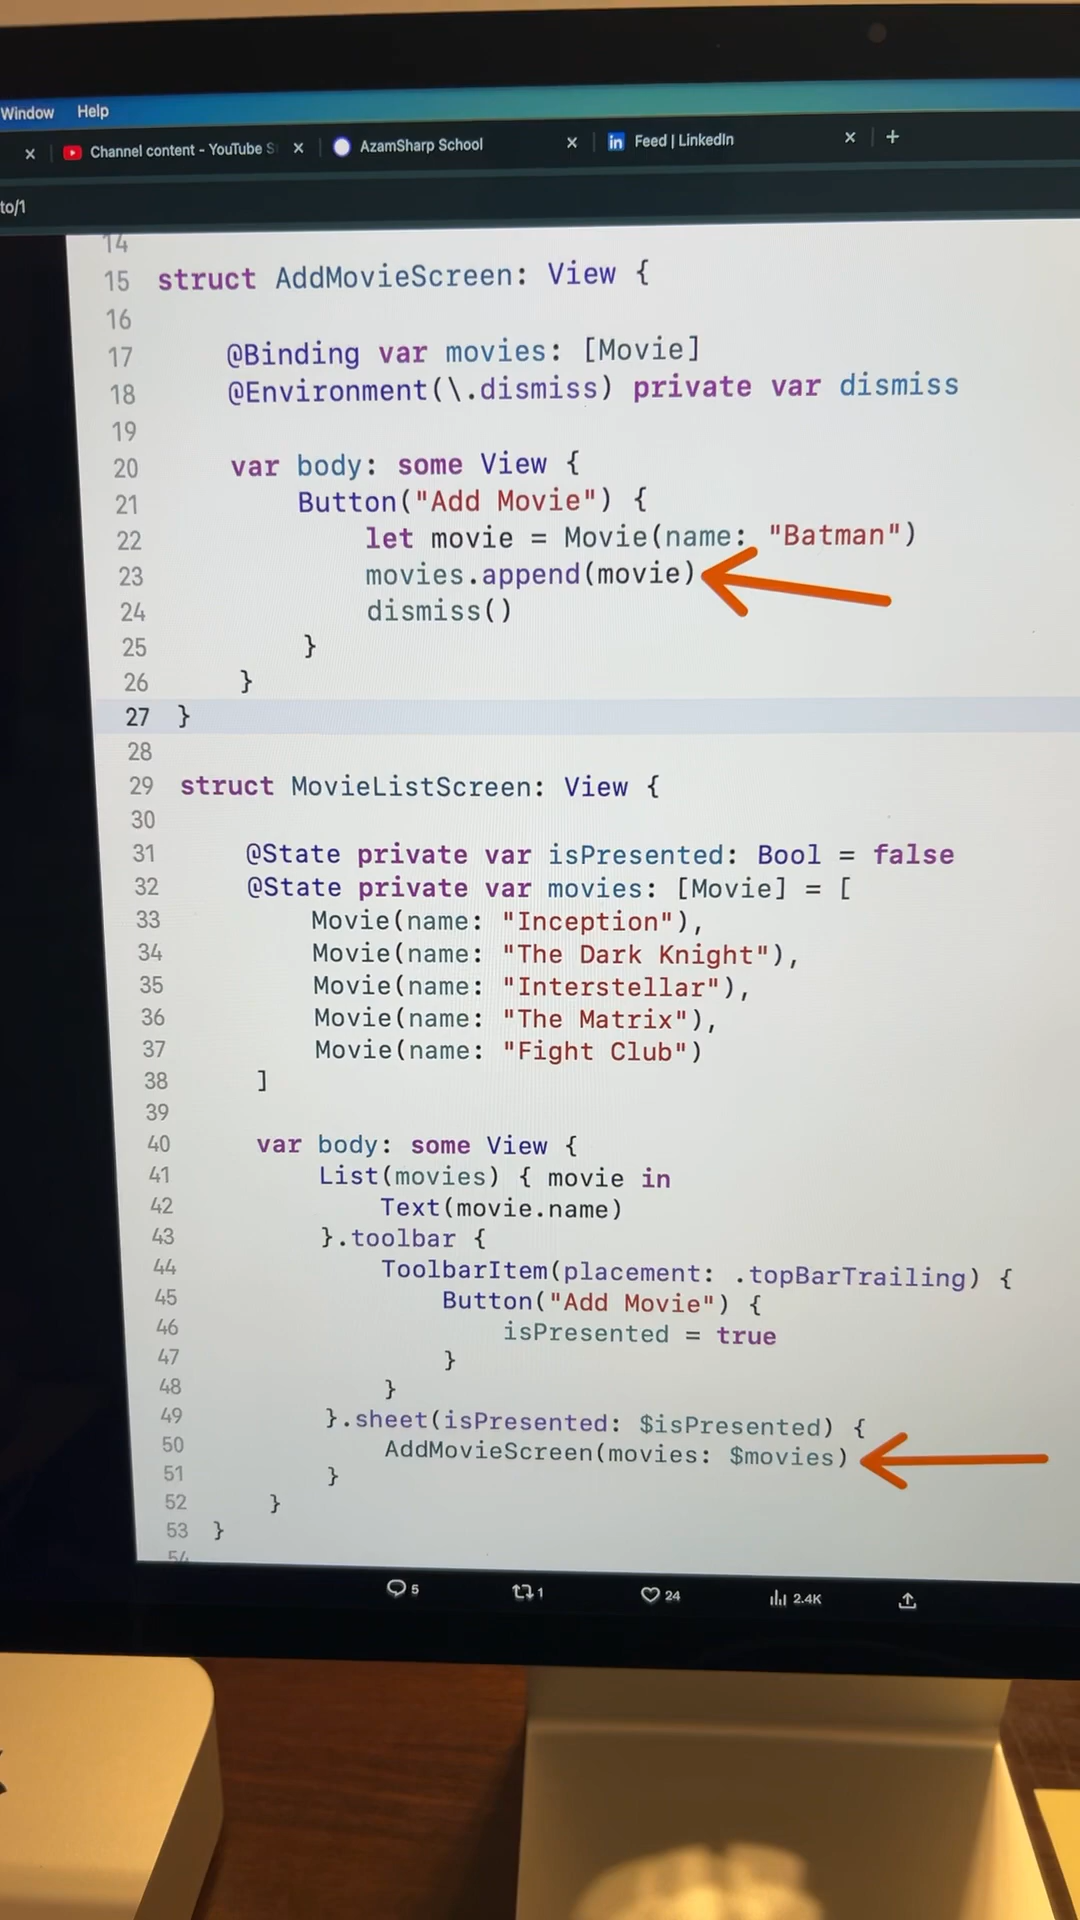 Window Help
Channel content - YouTube S AzamSharp School Feed | LinkedIn
to/1
14
15 struct AddMovieScreen: View {
16
17 @Binding var movies: [Movie]
18 @Environment(\.dismiss) private var dismiss
19
20 var body: some View {
21 Button("Add Movie") {
22 let movie = Movie(name: "Batman")
23 movies.append(movie)
24 dismiss()
25 }
26 }
27 }
28
29 struct MovieListScreen: View {
30
31 @State private var isPresented: Bool = false
32 @State private var movies: [Movie] = [
33 Movie(name: "Inception"),
34 Movie(name: "The Dark Knight"),
35 Movie(name: "Interstellar"),
36 Movie(name: "The Matrix"),
37 Movie(name: "Fight Club")
38 ]
39
40 var body: some View {
41 List(movies) { movie in
42 Text(movie.name)
43 }.toolbar {
44 ToolbarItem(placement: .topBarTrailing) {
45 Button("Add Movie") {
46 isPresented = true
47 }
48 }
49 }.sheet(isPresented: $isPresented) {
50 AddMovieScreen(movies: $movies)
51 }
52 }
53 }
54
5 1 24 2.4K